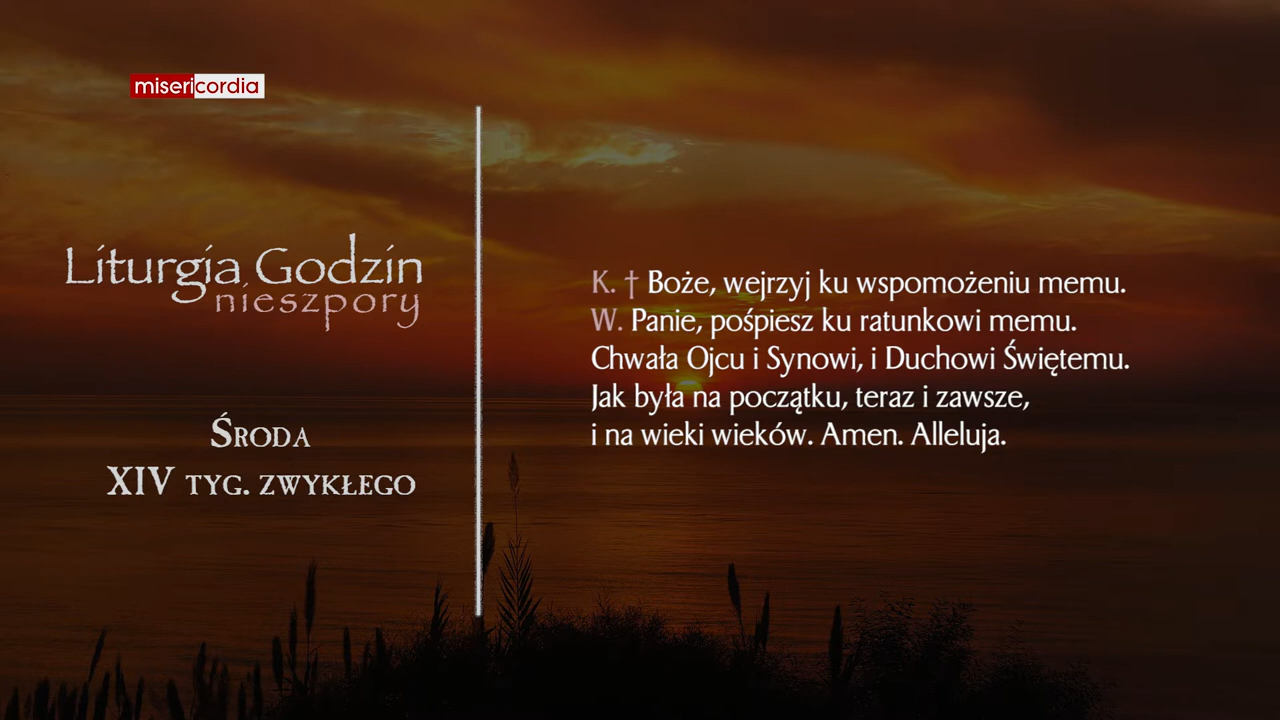 misericordia
Liturgia Godzin
nieszpory
Środa
XIV tyg. zwykłego
K. † Boże, wejrzyj ku wspomożeniu memu.
W. Panie, pośpiesz ku ratunkowi memu.
Chwała Ojcu i Synowi, i Duchowi Świętemu.
Jak była na początku, teraz i zawsze,
i na wieki wieków. Amen. Alleluja.